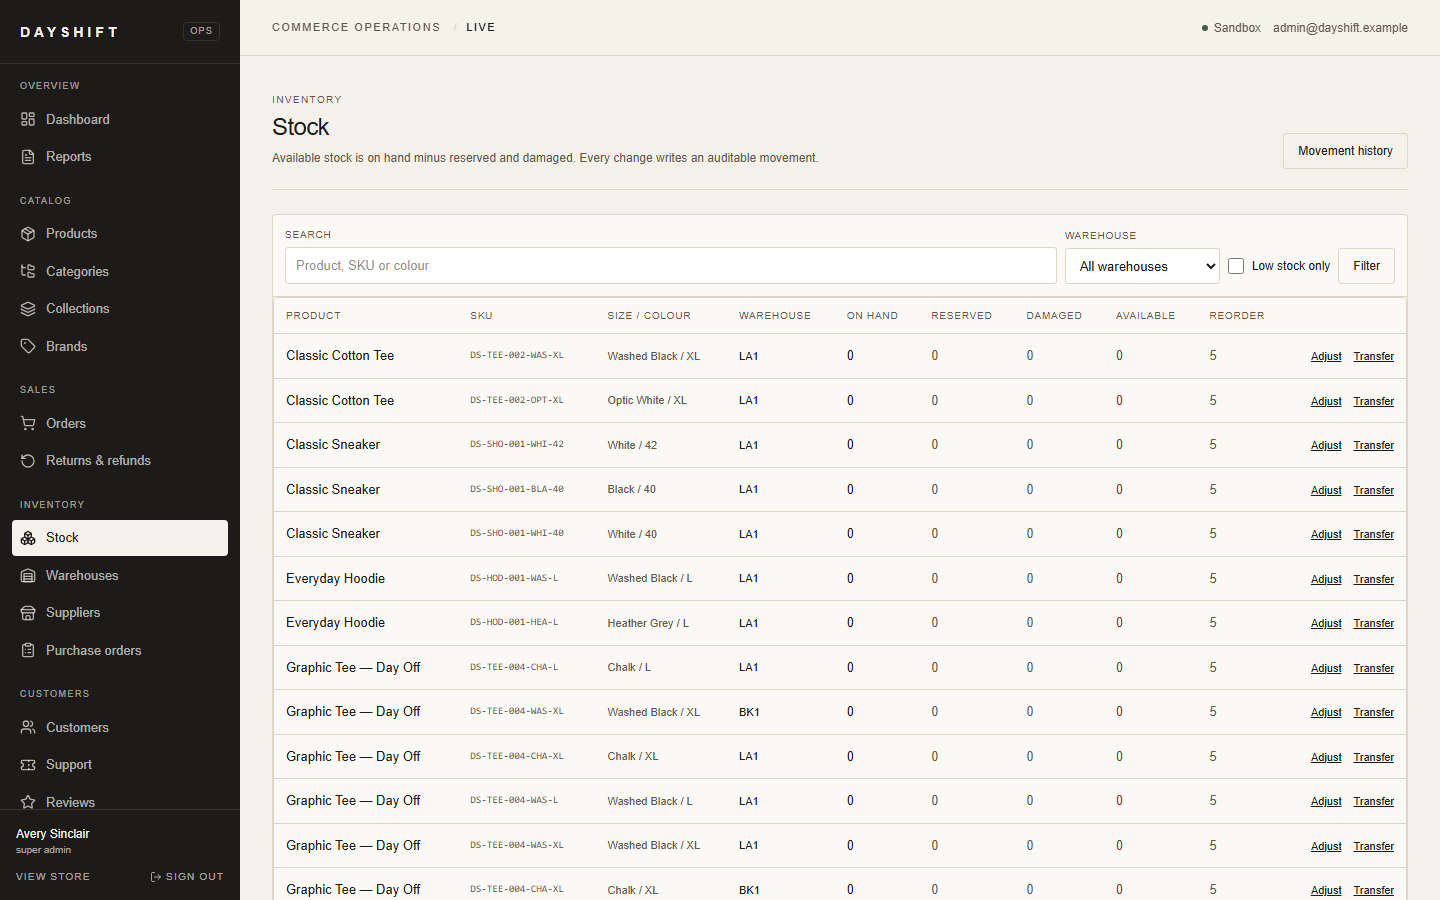 DAYSHIFT OPS
OVERVIEW
Dashboard
Reports
CATALOG
Products
Categories
Collections
Brands
SALES
Orders
Returns & refunds
INVENTORY
Stock
Warehouses
Suppliers
Purchase orders
CUSTOMERS
Customers
Support
Reviews
Avery Sinclair
super admin
VIEW STORE SIGN OUT
COMMERCE OPERATIONS / LIVE
Sandbox admin@dayshift.example
INVENTORY
Stock
Available stock is on hand minus reserved and damaged. Every change writes an auditable movement.
Movement history
SEARCH
Product, SKU or colour
WAREHOUSE
All warehouses
Low stock only
Filter
PRODUCT SKU SIZE / COLOUR WAREHOUSE ON HAND RESERVED DAMAGED AVAILABLE REORDER
Classic Cotton Tee DS-TEE-002-WAS-XL Washed Black / XL LA1 0 0 0 0 5 Adjust Transfer
Classic Cotton Tee DS-TEE-002-OPT-XL Optic White / XL LA1 0 0 0 0 5 Adjust Transfer
Classic Sneaker DS-SHO-001-WHI-42 White / 42 LA1 0 0 0 0 5 Adjust Transfer
Classic Sneaker DS-SHO-001-BLA-40 Black / 40 LA1 0 0 0 0 5 Adjust Transfer
Classic Sneaker DS-SHO-001-WHI-40 White / 40 LA1 0 0 0 0 5 Adjust Transfer
Everyday Hoodie DS-HOD-001-WAS-L Washed Black / L LA1 0 0 0 0 5 Adjust Transfer
Everyday Hoodie DS-HOD-001-HEA-L Heather Grey / L LA1 0 0 0 0 5 Adjust Transfer
Graphic Tee — Day Off DS-TEE-004-CHA-L Chalk / L LA1 0 0 0 0 5 Adjust Transfer
Graphic Tee — Day Off DS-TEE-004-WAS-XL Washed Black / XL BK1 0 0 0 0 5 Adjust Transfer
Graphic Tee — Day Off DS-TEE-004-CHA-XL Chalk / XL LA1 0 0 0 0 5 Adjust Transfer
Graphic Tee — Day Off DS-TEE-004-WAS-L Washed Black / L LA1 0 0 0 0 5 Adjust Transfer
Graphic Tee — Day Off DS-TEE-004-WAS-XL Washed Black / XL LA1 0 0 0 0 5 Adjust Transfer
Graphic Tee — Day Off DS-TEE-004-CHA-XL Chalk / XL BK1 0 0 0 0 5 Adjust Transfer